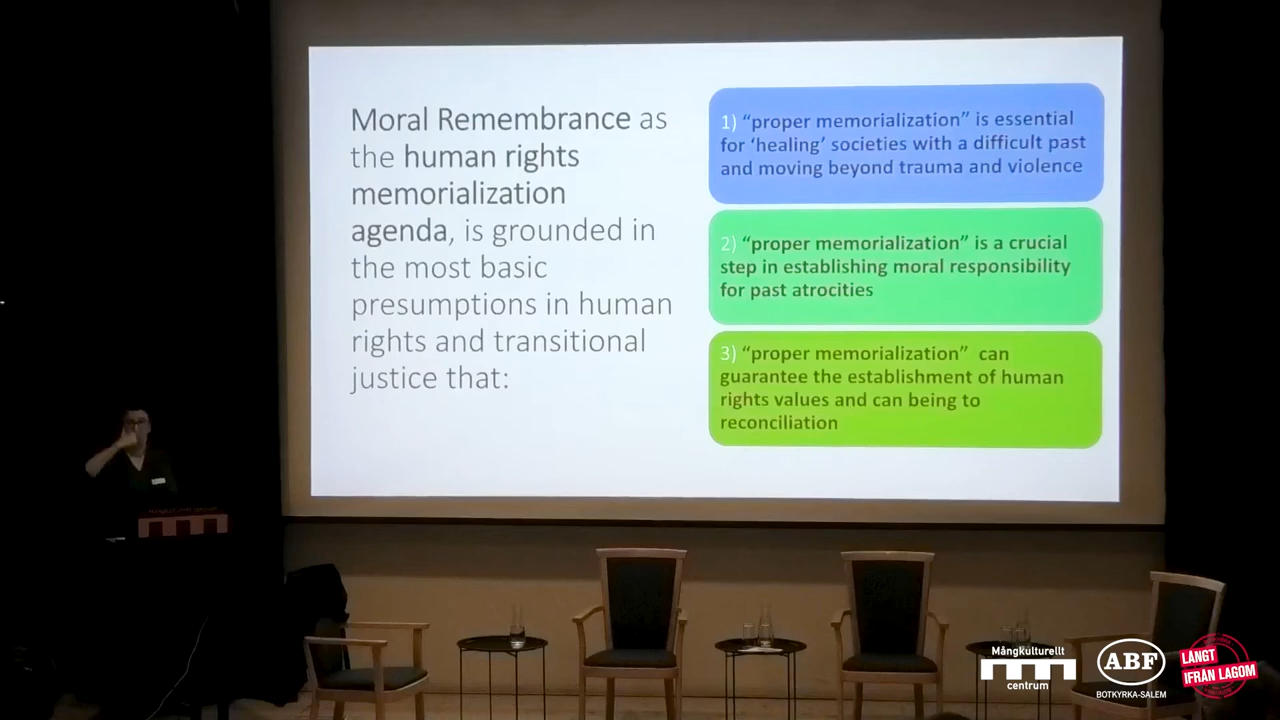 Moral Remembrance as
the human rights
memorialization
agenda, is grounded in
the most basic
presumptions in human
rights and transitional
justice that:
1) “proper memorialization” is essential
for ‘healing’ societies with a difficult past
and moving beyond trauma and violence
2) “proper memorialization” is a crucial
step in establishing moral responsibility
for past atrocities
3) “proper memorialization”  can
guarantee the establishment of human
rights values and can being to
reconciliation
Mångkulturellt
centrum
ABF
BOTKYRKA-SALEM
LÅNGT
IFRÅN LAGOM